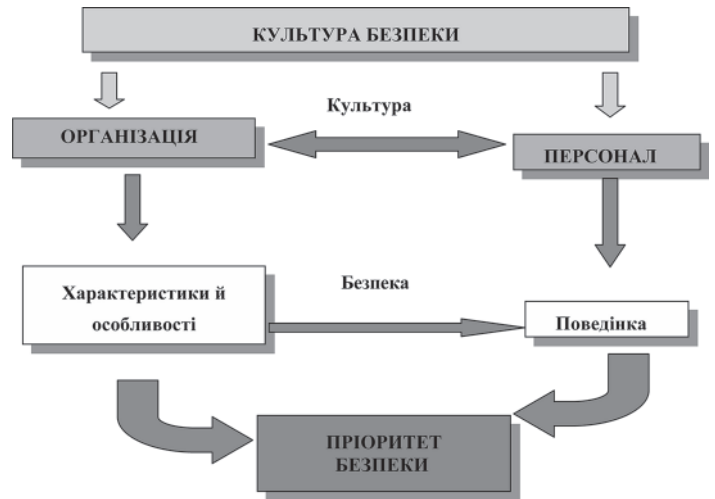 КУЛЬТУРА БЕЗПЕКИ
Культура
ОРГАНІЗАЦІЯ
ПЕРСОНАЛ
Характеристики й
особливості
Безпека
Поведінка
ПРІОРИТЕТ
БЕЗПЕКИ